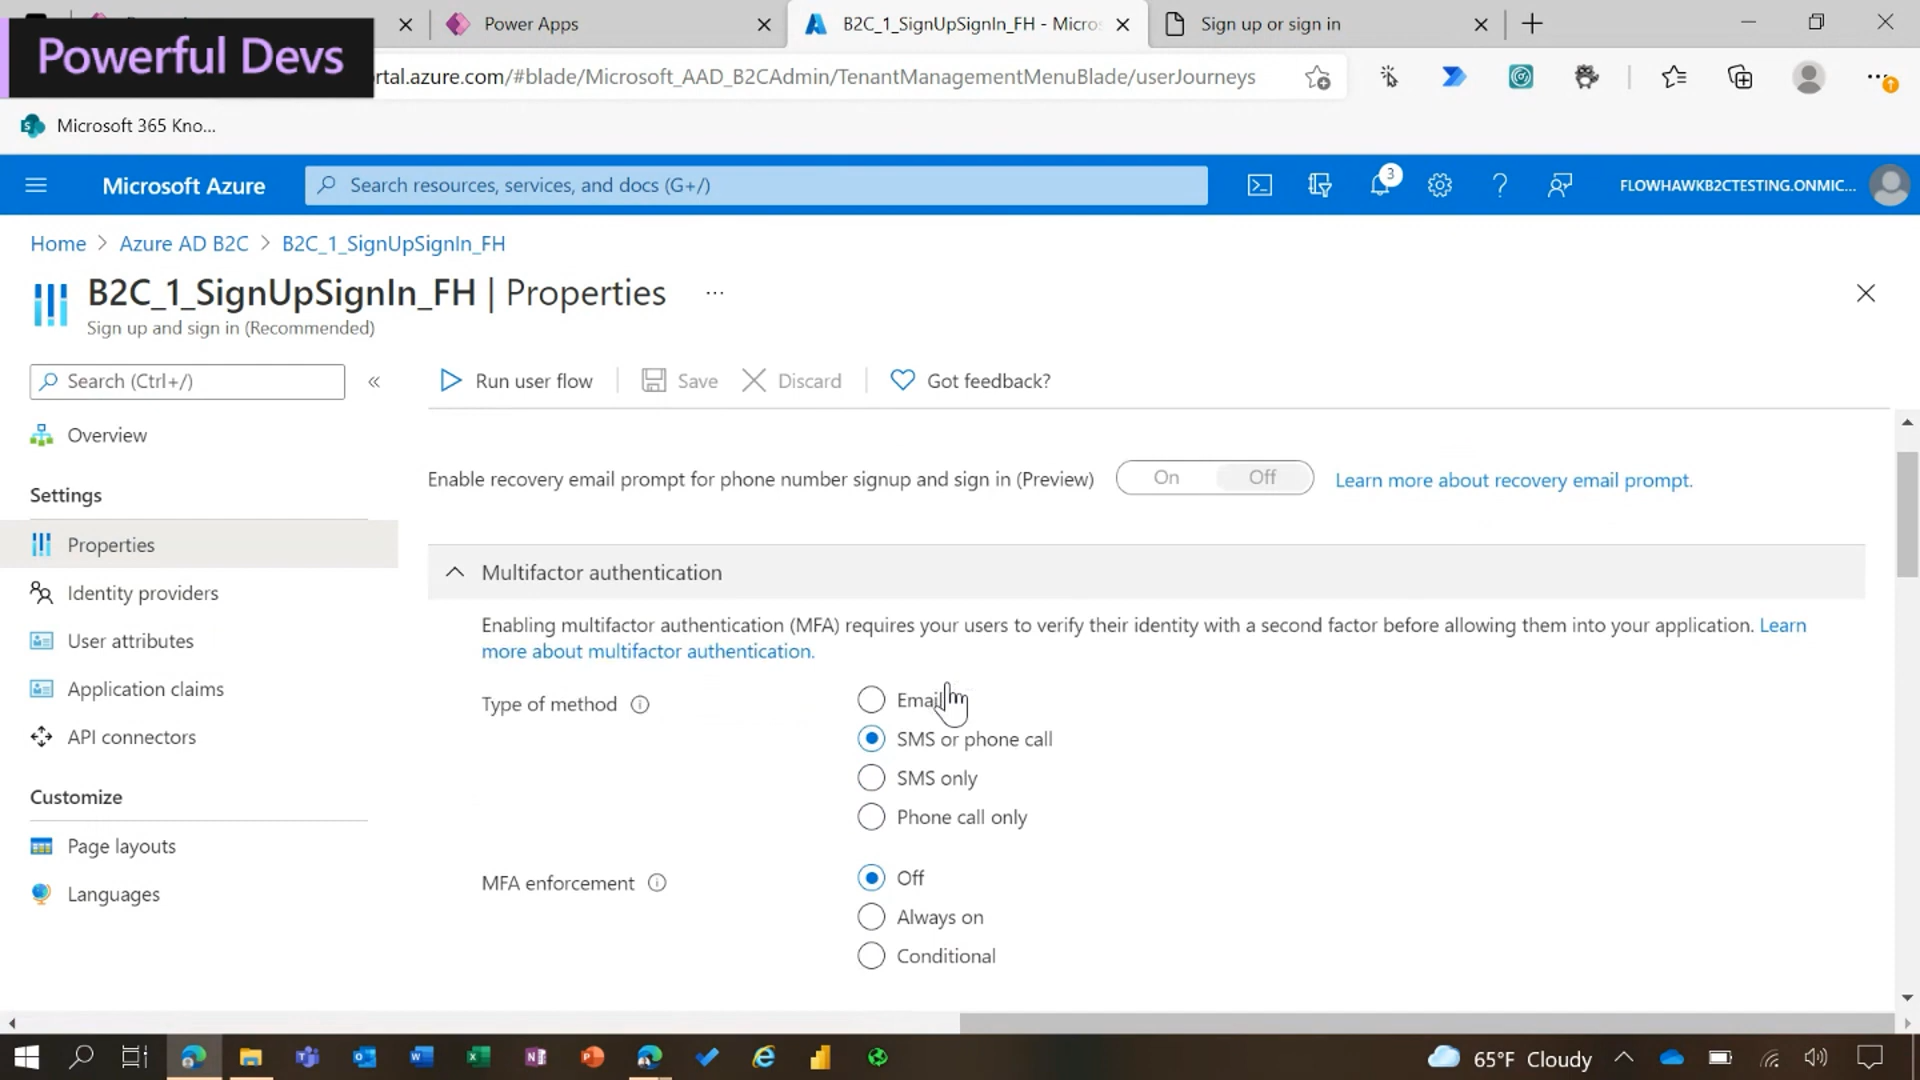 Powerful Devs
Power Apps
B2C_1_SignUpSignIn_FH - Micro
Sign up or sign in
rtal.azure.com/#blade/Microsoft_AAD_B2CAdmin/TenantManagementMenuBlade/userJourneys
Microsoft 365 Kno...
Microsoft Azure
Search resources, services, and docs (G+/)
3
FLOWHAWKB2CTESTING.ONMIC...
Home > Azure AD B2C > B2C_1_SignUpSignIn_FH
B2C_1_SignUpSignIn_FH | Properties ...
Sign up and sign in (Recommended)
Search (Ctrl+/)
«
Run user flow
Save
Discard
Got feedback?
Overview
Settings
Properties
Identity providers
User attributes
Application claims
API connectors
Customize
Page layouts
Languages
Enable recovery email prompt for phone number signup and sign in (Preview)
On
Off
Learn more about recovery email prompt.
Multifactor authentication
Enabling multifactor authentication (MFA) requires your users to verify their identity with a second factor before allowing them into your application. Learn
more about multifactor authentication.
Type of method
Email
SMS or phone call
SMS only
Phone call only
MFA enforcement
Off
Always on
Conditional
65°F Cloudy